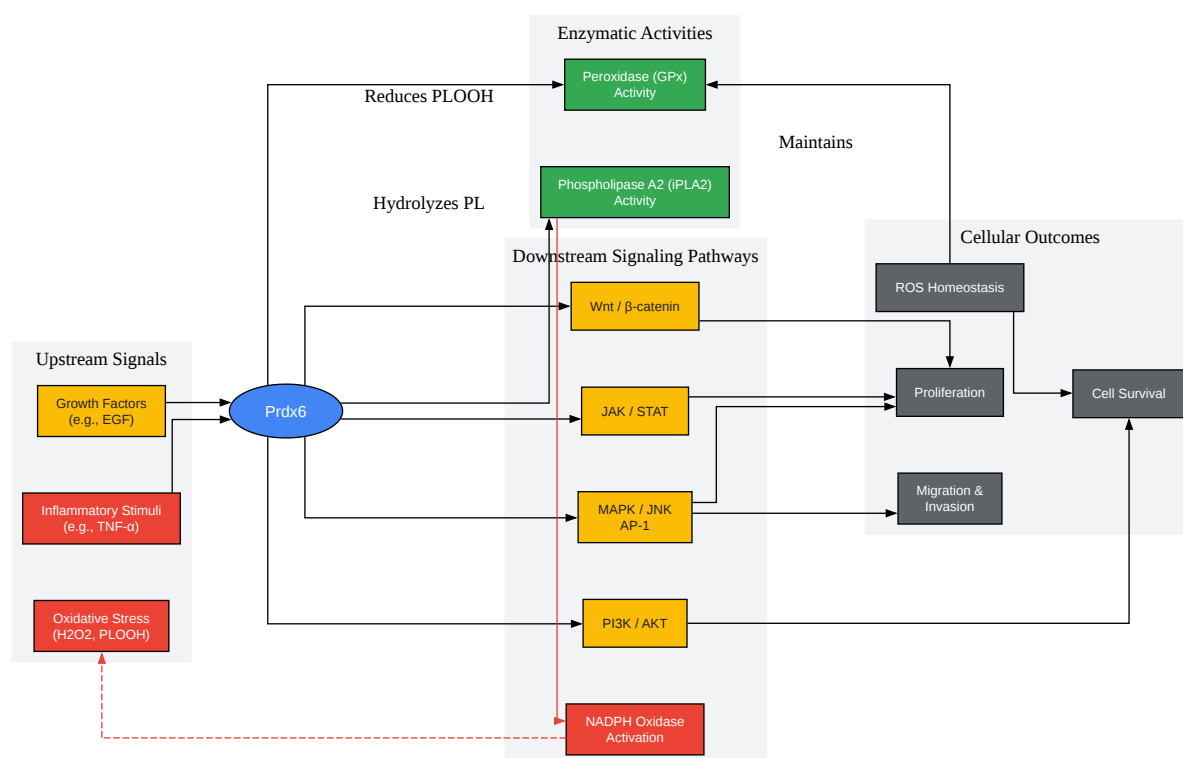 Enzymatic Activities
Peroxidase (GPx)
Activity
Reduces PLOOH
Maintains
Phospholipase A2 (iPLA2)
Activity
Hydrolyzes PL
Cellular Outcomes
Downstream Signaling Pathways
ROS Homeostasis
Wnt / β-catenin
Upstream Signals
Growth Factors
(e.g., EGF)
Prdx6
JAK / STAT
Proliferation
Cell Survival
Inflammatory Stimuli
(e.g., TNF-α)
MAPK / JNK
AP-1
Migration &
Invasion
Oxidative Stress
(H2O2, PLOOH)
PI3K / AKT
NADPH Oxidase
Activation